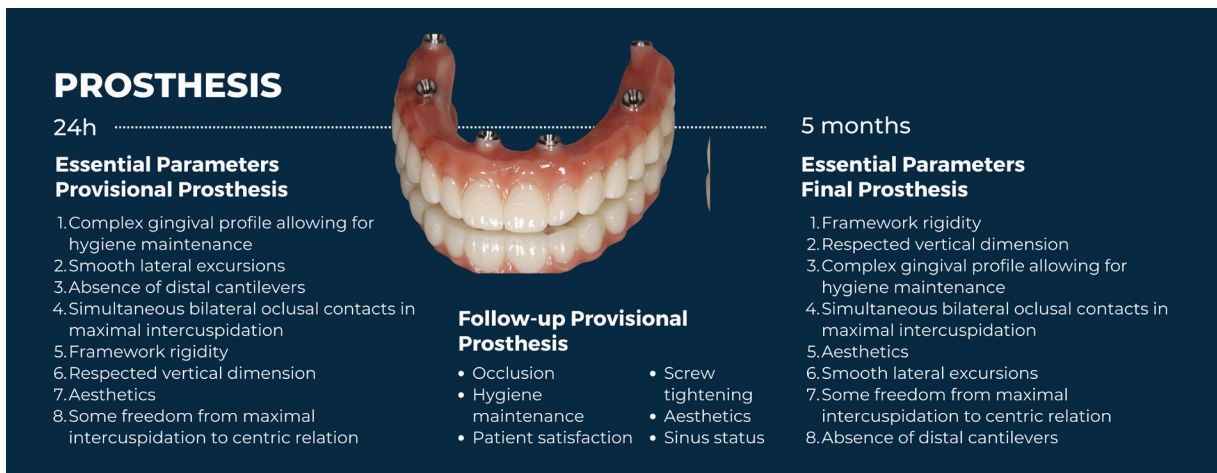 PROSTHESIS
24h
Essential Parameters
Provisional Prosthesis
1. Complex gingival profile allowing for
hygiene maintenance
2. Smooth lateral excursions
3. Absence of distal cantilevers
4. Simultaneous bilateral oclusal contacts in
maximal intercuspidation
5. Framework rigidity
6. Respected vertical dimension
7. Aesthetics
8. Some freedom from maximal
intercuspidation to centric relation
Follow-up Provisional
Prosthesis
• Occlusion
• Hygiene
maintenance
• Patient satisfaction
• Screw
tightening
• Aesthetics
• Sinus status
5 months
Essential Parameters
Final Prosthesis
1. Framework rigidity
2. Respected vertical dimension
3. Complex gingival profile allowing for
hygiene maintenance
4. Simultaneous bilateral oclusal contacts in
maximal intercuspidation
5. Aesthetics
6. Smooth lateral excursions
7. Some freedom from maximal
intercuspidation to centric relation
8. Absence of distal cantilevers